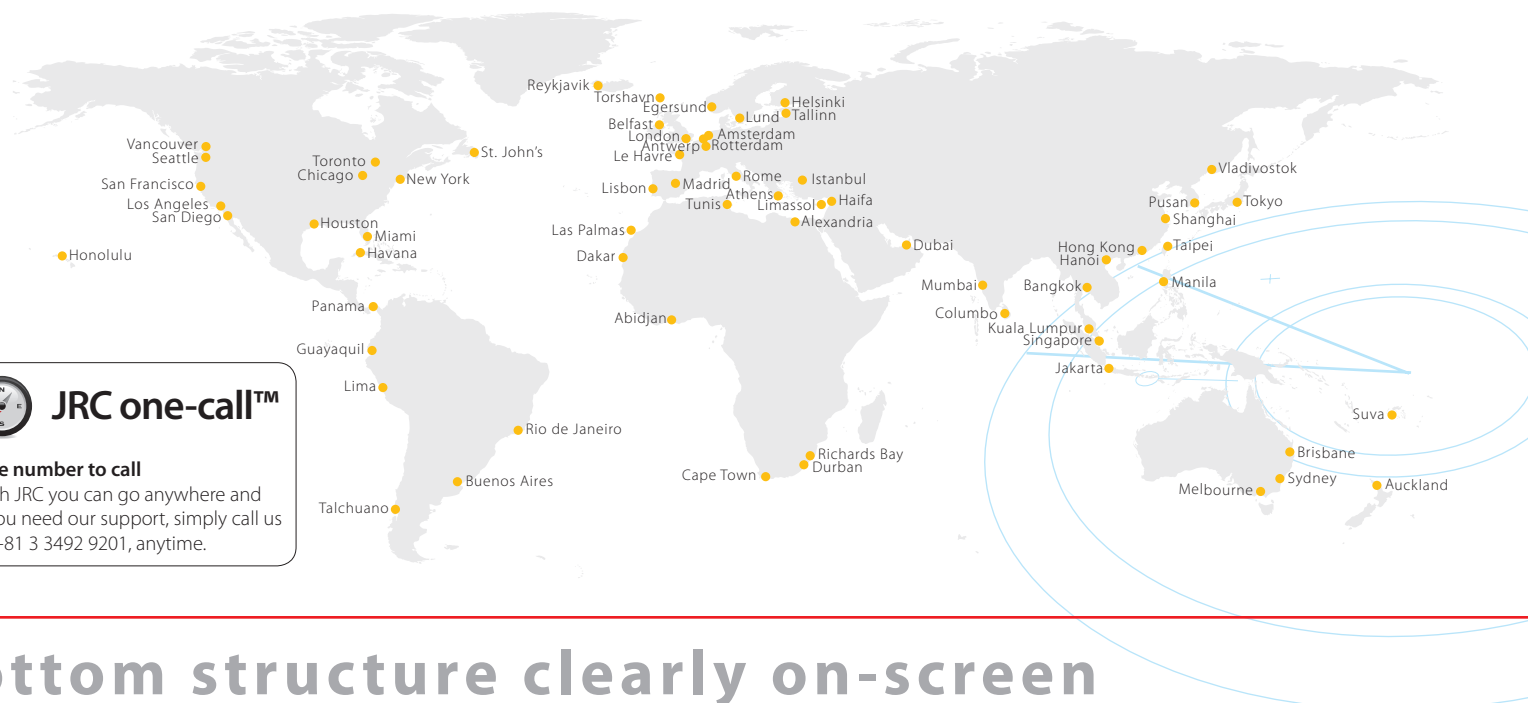 Reykjavik
Torshavn
Egersund
Helsinki
Tallinn
Lund
Belfast
London
Amsterdam
Antwerp
Rotterdam
Le Havre
Vancouver
Seattle
San Francisco
Los Angeles
San Diego
Toronto
Chicago
New York
St. John's
Lisbon
Madrid
Rome
Athens
Istanbul
Tunis
Limassol
Haifa
Alexandria
Vladivostok
Pusan
Tokyo
Shanghai
Houston
Miami
Havana
Honolulu
Las Palmas
Dakar
Dubai
Hong Kong
Hanoi
Taipei
Mumbai
Bangkok
Manila
Columbo
Kuala Lumpur
Singapore
Jakarta
Panama
Abidjan
Guayaquil
Lima
Suva
Rio de Janeiro
Richards Bay
Durban
Cape Town
Buenos Aires
Talchuano
Brisbane
Sydney
Melbourne
Auckland
N
E
S
JRC one-call™
e number to call
h JRC you can go anywhere and
ou need our support, simply call us
+81 3 3492 9201, anytime.
ottom structure clearly on-screen